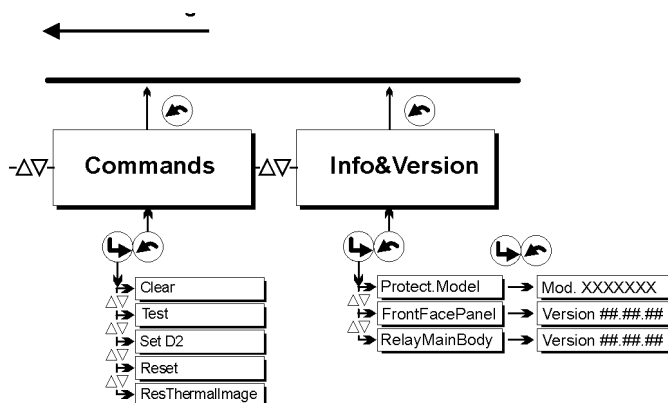 Commands
Info&Version
Clear
Test
Set D2
Reset
ResThermalImage
Protect.Model
Mod. XXXXXXX
FrontFacePanel
Version ##.##.##
RelayMainBody
Version ##.##.##